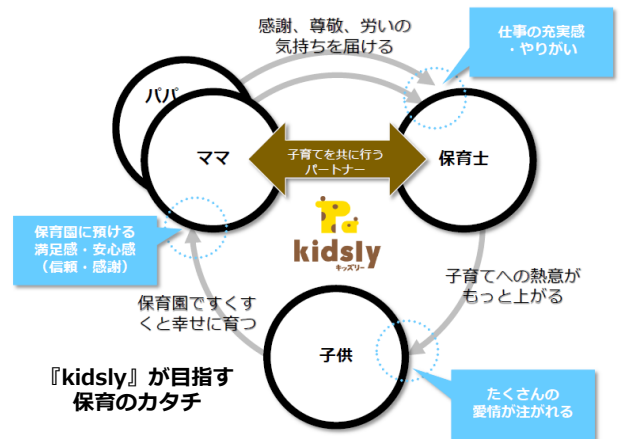 感謝、尊敬、労いの
気持ちを届ける
仕事の充実感
・やりがい
パパ
ママ
子育てを共に行う
パートナー
保育士
kidsly
キッズリー
保育園に預ける
満足感・安心感
（信頼・感謝）
子育てへの熱意が
もっと上がる
保育園ですくす
くと幸せに育つ
子供
『kidsly』が目指す
保育のカタチ
たくさんの
愛情が注がれる